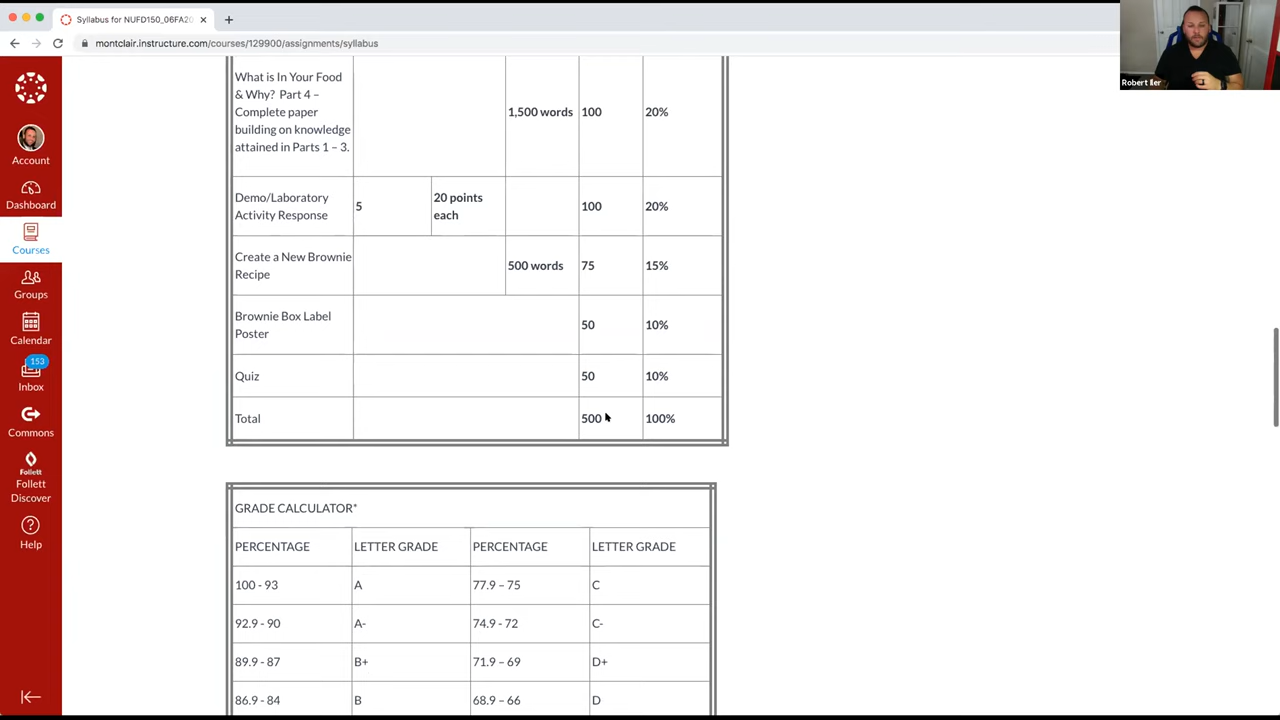 Syllabus for NUFD150_06FA20
montclair.instructure.com/courses/129900/assignments/syllabus
Account
Dashboard
Courses
Groups
Calendar
153
Inbox
Commons
Follett
Follett
Discover
Help
What is In Your Food
& Why? Part 4 –
Complete paper
building on knowledge
attained in Parts 1 – 3.
1,500 words
100
20%
Demo/Laboratory
Activity Response
5
20 points
each
100
20%
Create a New Brownie
Recipe
500 words
75
15%
Brownie Box Label
Poster
50
10%
Quiz
50
10%
Total
500
100%
GRADE CALCULATOR*
PERCENTAGE
LETTER GRADE
PERCENTAGE
LETTER GRADE
100 - 93
A
77.9 – 75
C
92.9 - 90
A-
74.9 - 72
C-
89.9 - 87
B+
71.9 – 69
D+
86.9 - 84
B
68.9 – 66
D